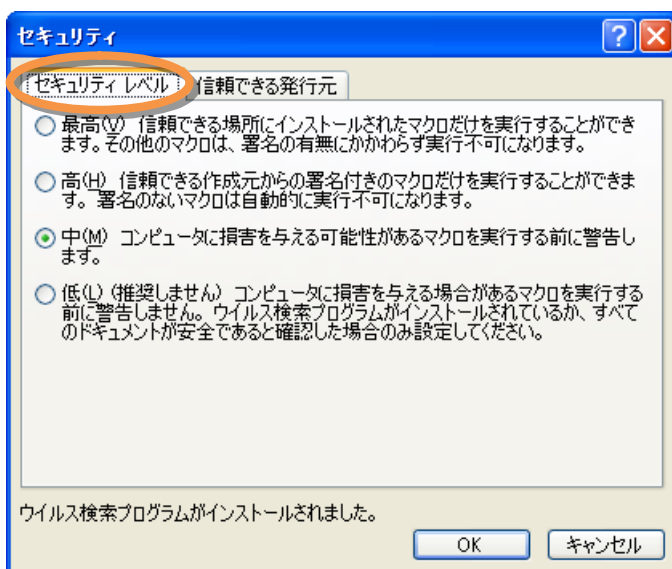 セキュリティ
セキュリティ レベル
信頼できる発行元
最高(V) 信頼できる場所にインストールされたマクロだけを実行することができ
ます。その他のマクロは、署名の有無にかかわらず実行不可になります。
高(H) 信頼できる作成元からの署名付きのマクロだけを実行することができま
す。署名のないマクロは自動的に実行不可になります。
中(M) コンピュータに損害を与える可能性があるマクロを実行する前に警告し
ます。
低(L) (推奨しません) コンピュータに損害を与える場合があるマクロを実行する
前に警告しません。ウイルス検索プログラムがインストールされているか、すべて
のドキュメントが安全であると確認した場合のみ設定してください。
ウイルス検索プログラムがインストールされました。
OK
キャンセル